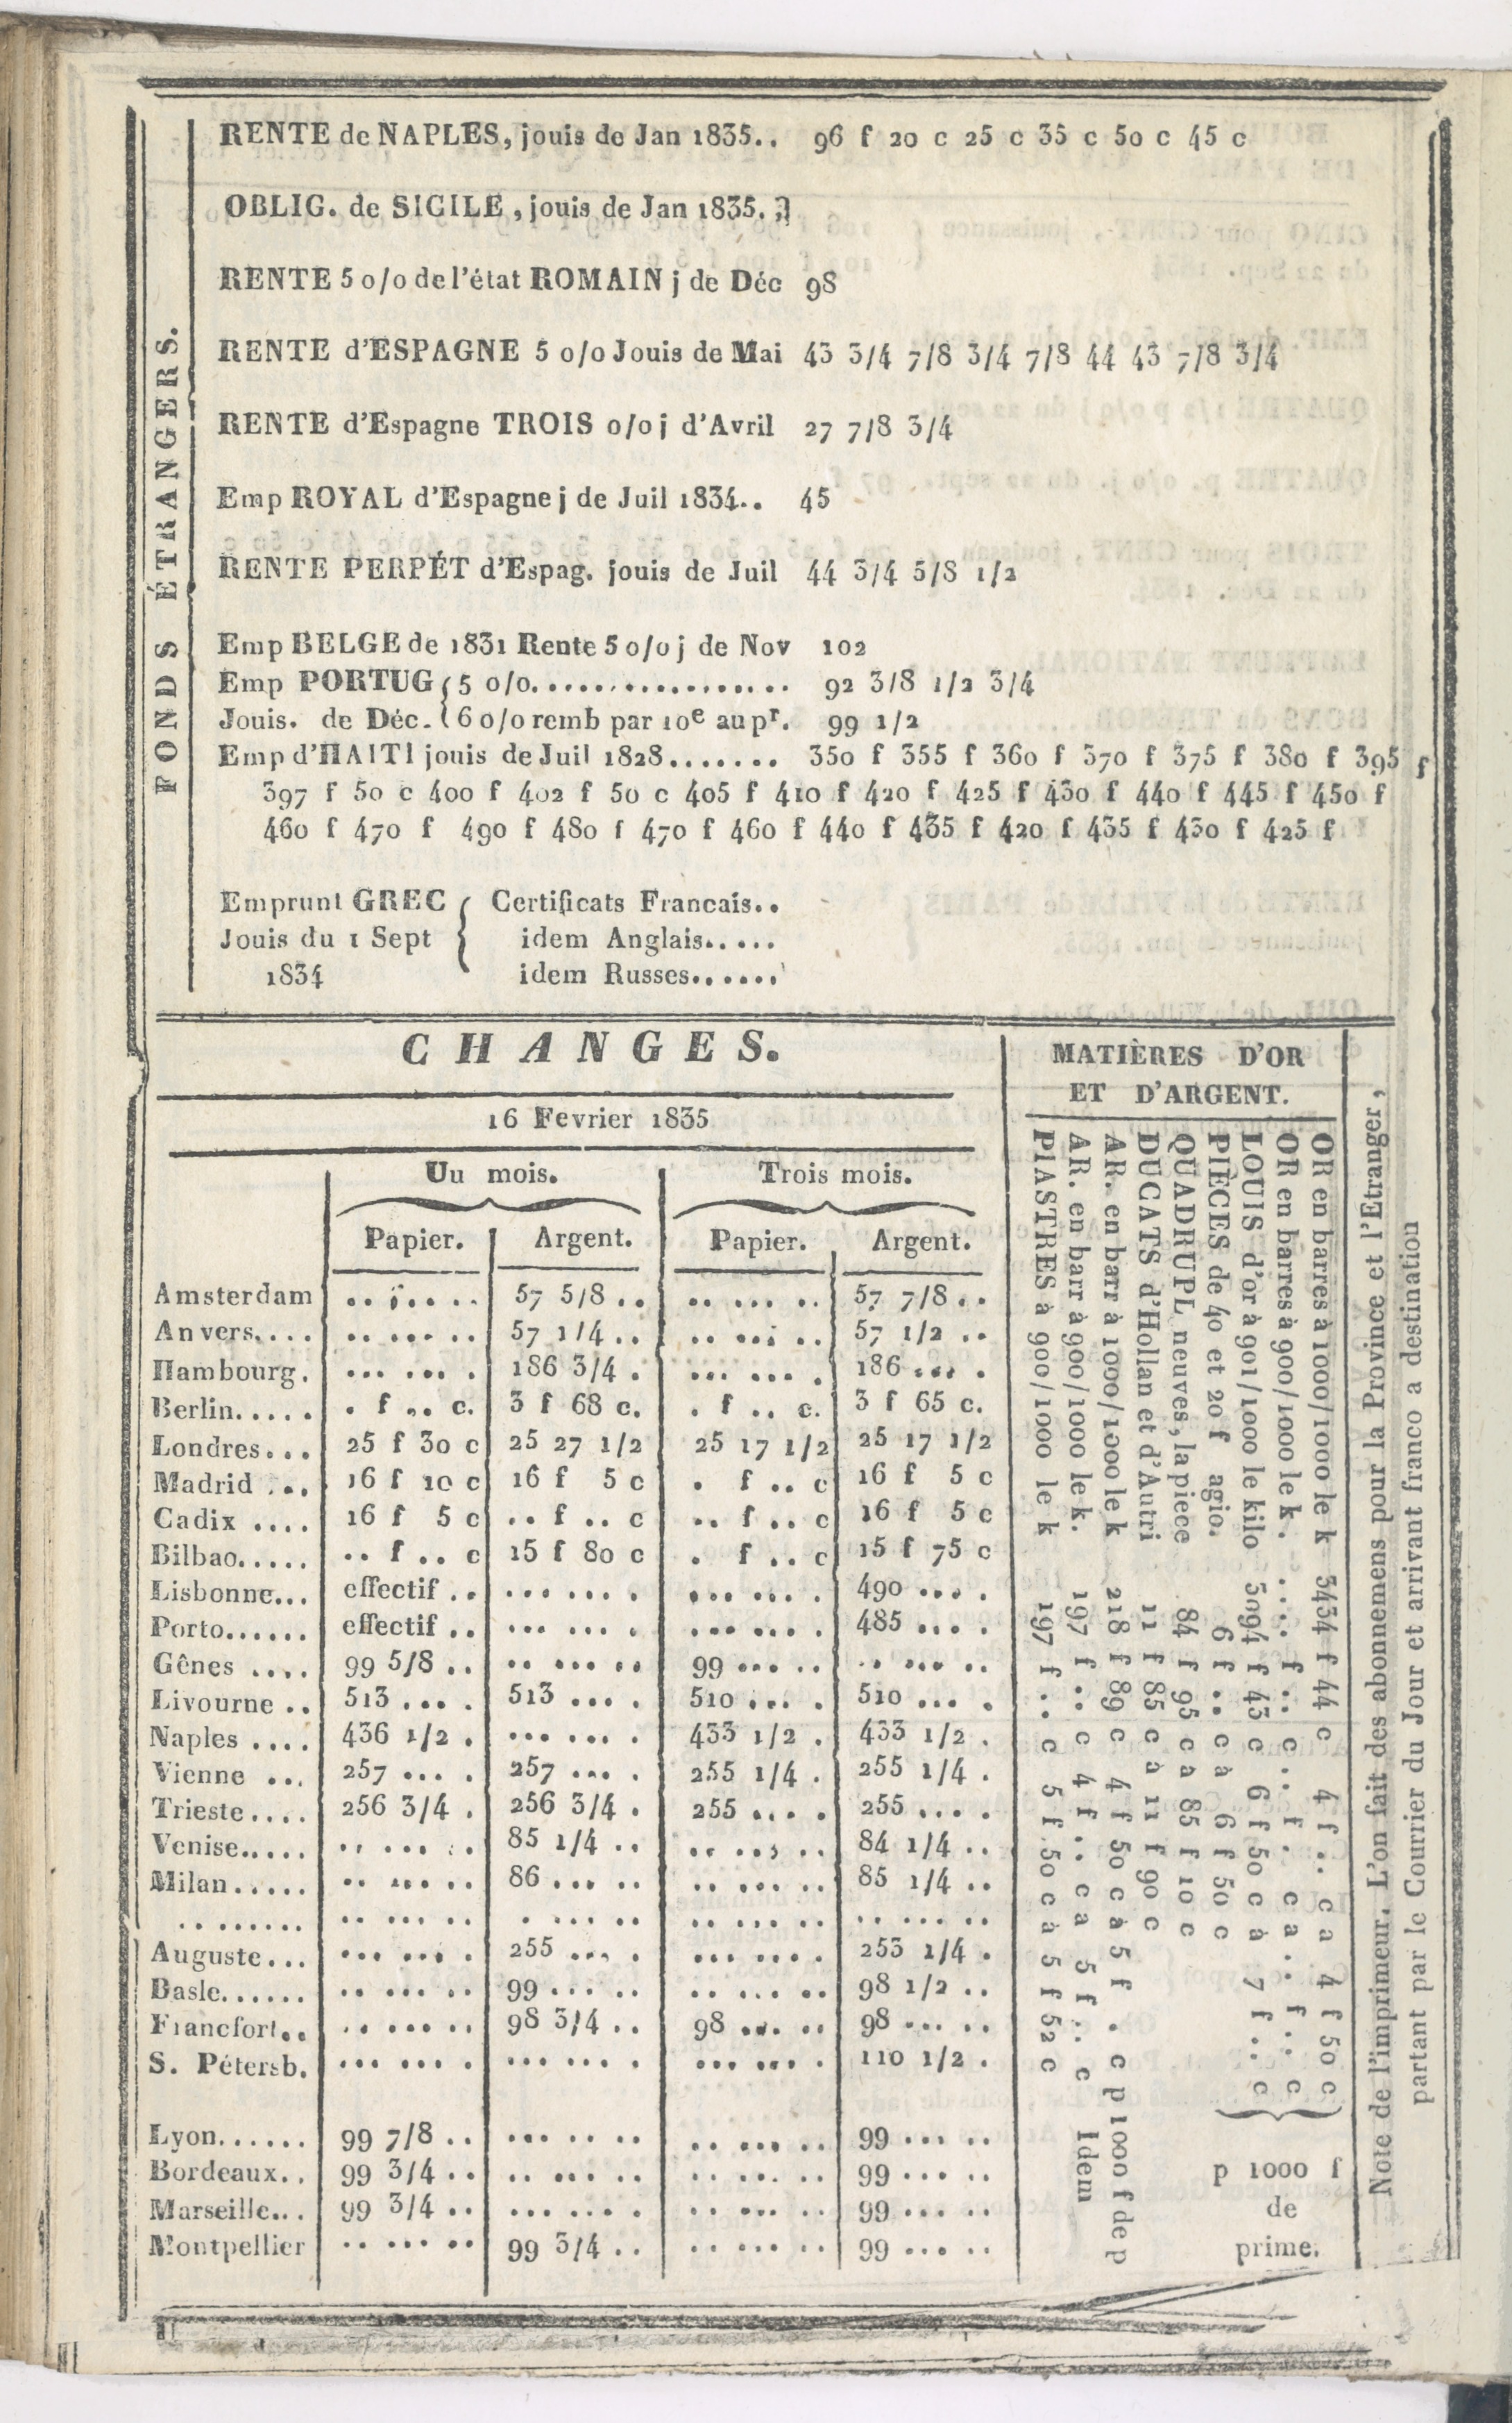 FONDS ÉTRANGERS.
RENTE de NAPLES, jouis de Jan 1835.. 96 f 20 c 25 c 35 c 50 c 45 c
OBLIG. de SICILE, jouis de Jan 1835.
RENTE 5 o/o de l'état ROMAIN j de Déc 98
RENTE d'ESPAGNE 5 o/o Jouis de Mai 43 3/4 7/8 3/4 7/8 44 43 7/8 3/4
RENTE d'Espagne TROIS o/o j d'Avril 27 7/8 3/4
Emp ROYAL d'Espagne j de Juil 1834.. 45
RENTE PERPÉT d'Espag. jouis de Juil 44 3/4 5/8 1/2
Emp BELGE de 1831 Rente 5 o/o j de Nov 102
Emp PORTUG { 5 o/o................. 92 3/8 1/2 3/4
Jouis. de Déc. { 6 o/o remb par 10e au pr. 99 1/2
Emp d'HAITI jouis de Juil 1828....... 350 f 355 f 360 f 370 f 375 f 380 f 395 f
397 f 50 c 400 f 402 f 50 c 405 f 410 f 420 f 425 f 430 f 440 f 445 f 450 f
460 f 470 f 490 f 480 f 470 f 460 f 440 f 435 f 420 f 435 f 430 f 425 f
Emprunt GREC { Certificats Francais..
Jouis du 1 Sept { idem Anglais.....
1834 idem Russes......
CHANGES.
16 Fevrier 1835
Uu mois. Trois mois.
Papier. Argent. Papier. Argent.
Amsterdam .. ... .. 57 5/8 .. .. ... .. 57 7/8 ..
Anvers.... .. ... .. 57 1/4 .. .. ... .. 57 1/2 ..
Hambourg. ... ... . 186 3/4 . ... ... . 186 ... .
Berlin..... . f .. c. 3 f 68 c. . f .. c. 3 f 65 c.
Londres... 25 f 30 c 25 27 1/2 25 17 1/2 25 17 1/2
Madrid ... 16 f 10 c 16 f 5 c . f .. c 16 f 5 c
Cadix .... 16 f 5 c .. f .. c .. f .. c 16 f 5 c
Bilbao..... .. f .. c 15 f 80 c . f .. c 15 f 75 c
Lisbonne... effectif .. ... ... . ... ... . 490 ... .
Porto...... effectif .. ... ... . ... ... . 485 ... .
Gênes .... 99 5/8 .. .. ... .. 99 ... .. .. ... ..
Livourne .. 513 ... . 513 ... . 510 ... . 510 ... .
Naples .... 436 1/2 . ... ... . 433 1/2 . 433 1/2 .
Vienne ... 257 ... . 257 ... . 255 1/4 . 255 1/4 .
Trieste.... 256 3/4 . 256 3/4 . 255 ... . 255 ... .
Venise..... .. ... .. 85 1/4 .. .. ... .. 84 1/4 ..
Milan..... .. ... .. 86 ... .. .. ... .. 85 1/4 ..
........ .. ... .. . ... .. .. ... .. .. ... ..
Auguste... ... ... . 255 ... . ... ... . 253 1/4 .
Basle...... .. ... .. 99 ... .. .. ... .. 98 1/2 ..
Francfort.. .. ... .. 98 3/4 .. 98 ... .. 98 ... ..
S. Pétersb. ... ... . ... ... . ... ... . 110 1/2 .
Lyon...... 99 7/8 .. ... .. .. .. ... .. 99 ... ..
Bordeaux.. 99 3/4 .. .. ... .. .. ... .. 99 ... ..
Marseille... 99 3/4 .. ... ... . .. ... .. 99 ... ..
Montpellier .. ... .. 99 3/4 .. .. ... .. 99 ... ..
MATIÈRES D'OR
ET D'ARGENT.
OR en barres à 1000/1000 le k 3434 f 44 c 4 f .. c a 4 f 50 c
OR en barres à 900/1000 le k. .... f .. c .. f . c a .. f .. c
LOUIS d'or à 901/1000 le kilo 3094 f 43 c 6 f 50 c à 7 f .. c
PIÈCES de 40 et 20 f agio. 6 f .. c à 6 f 50 c
QUADRUPL neuves, la piece 84 f 95 c a 85 f 10 c
DUCATS d'Hollan et d'Autri 11 f 85 c à 11 f 90 c
AR. en barr à 1000/1000 le k 218 f 89 c 4 f 50 c à 5 f . c p 1000 f de p
AR. en barr à 900/1000 le k. 197 f .. c 4 f .. c a 5 f .. c Idem
PIASTRES à 900/1000 le k 197 f .. c 5 f 50 c à 5 f 52 c
p 1000 f
de
prime.
Note de l'imprimeur. L'on fait des abonnemens pour la Province et l'Etranger,
partant par le Courrier du Jour et arrivant franco a destination